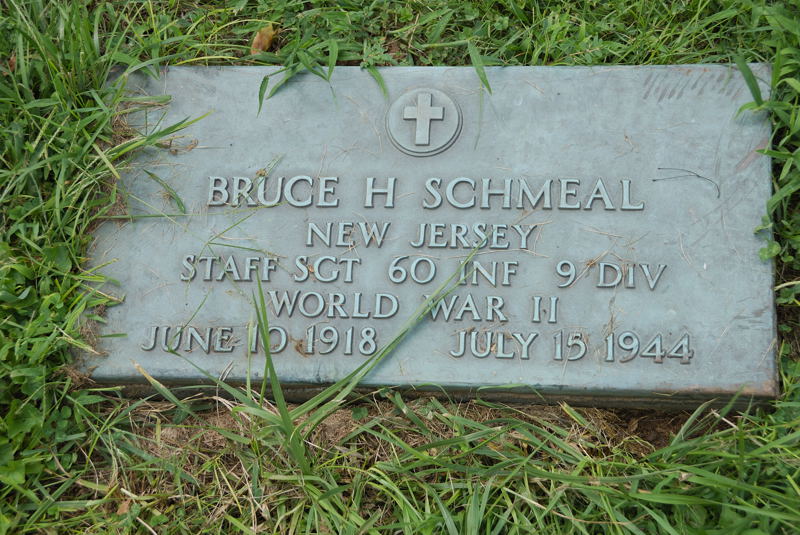 BRUCE H SCHMEAL
NEW JERSEY
STAFF SGT 60 INF 9 DIV
WORLD WAR II
JUNE 10 1918 JULY 15 1944